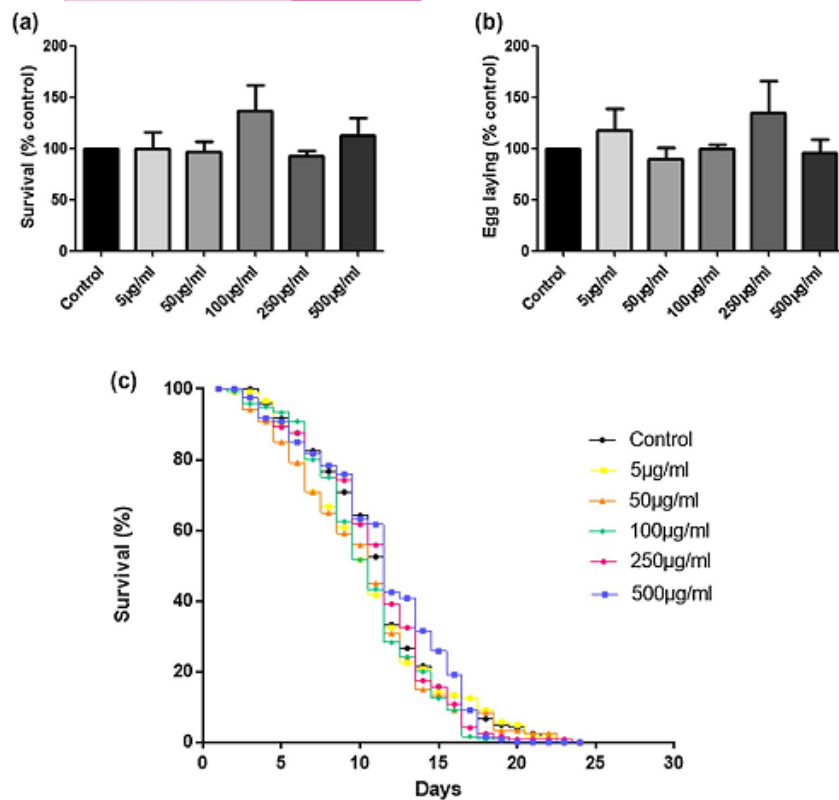 (a)
200
150
100
50
0
Survival (% control)
Control
5µg/ml
50µg/ml
100µg/ml
250µg/ml
500µg/ml
(b)
200
150
100
50
0
Egg laying (% control)
Control
5µg/ml
50µg/ml
100µg/ml
250µg/ml
500µg/ml
(c)
100
80
60
40
20
0
Survival (%)
0 5 10 15 20 25 30
Days
Control
5µg/ml
50µg/ml
100µg/ml
250µg/ml
500µg/ml